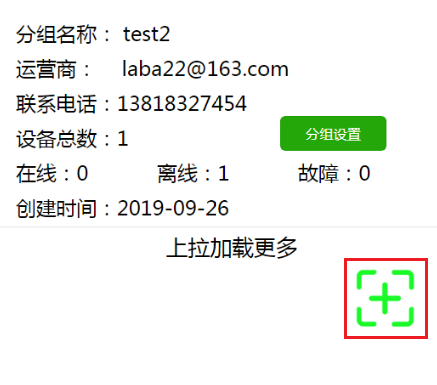 分组名称： test2
运营商： laba22@163.com
联系电话：13818327454
设备总数：1
分组设置
在线：0 离线：1 故障：0
创建时间：2019-09-26
上拉加载更多